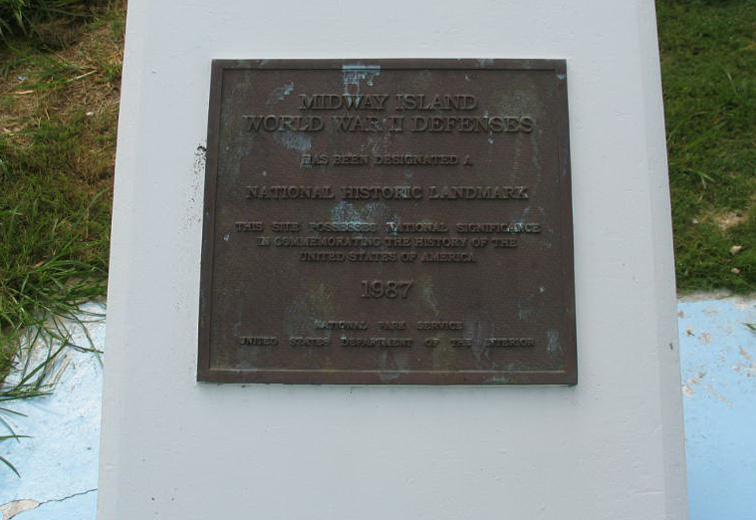 MIDWAY ISLAND
WORLD WAR II DEFENSES
HAS BEEN DESIGNATED A
NATIONAL HISTORIC LANDMARK
THIS SITE POSSESSES NATIONAL SIGNIFICANCE
IN COMMEMORATING THE HISTORY OF THE
UNITED STATES OF AMERICA
1987
NATIONAL PARK SERVICE
UNITED STATES DEPARTMENT OF THE INTERIOR